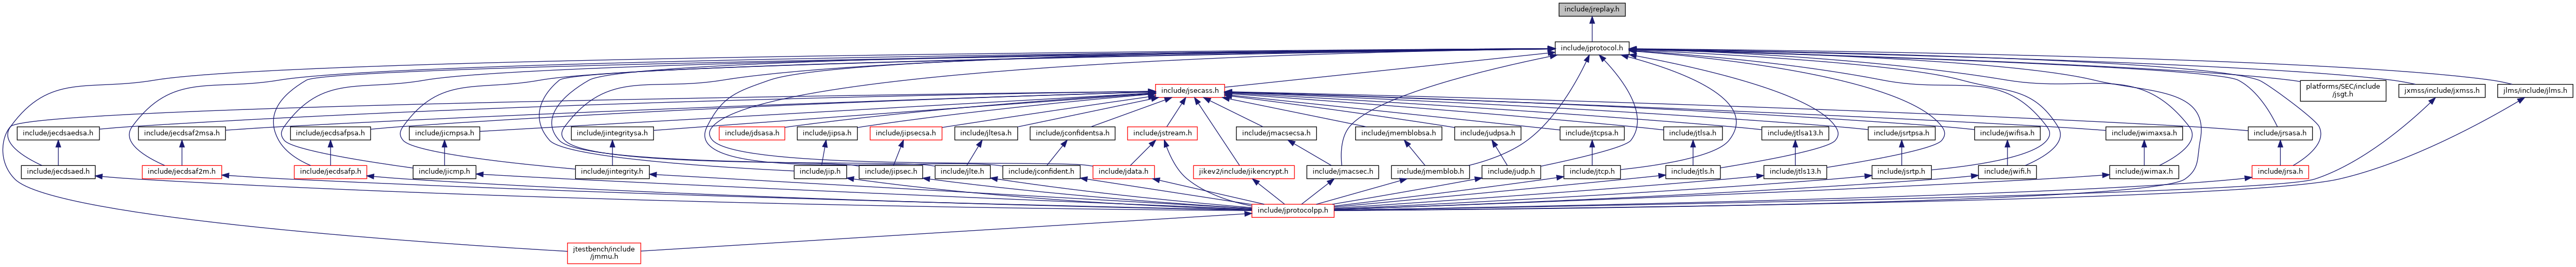 include/jreplay.h
include/jprotocol.h
include/jsecass.h
platforms/SEC/include
/jsgt.h
jxmss/include/jxmss.h
jlms/include/jlms.h
include/jecdsaedsa.h
include/jecdsaf2msa.h
include/jecdsafpsa.h
include/jicmpsa.h
include/jintegritysa.h
include/jdsasa.h
include/jipsa.h
include/jipsecsa.h
include/jltesa.h
include/jconfidentsa.h
include/jstream.h
include/jmacsecsa.h
include/jmemblobsa.h
include/judpsa.h
include/jtcpsa.h
include/jtlsa.h
include/jtlsa13.h
include/jsrtpsa.h
include/jwifisa.h
include/jwimaxsa.h
include/jrsasa.h
include/jecdsaed.h
include/jecdsaf2m.h
include/jecdsafp.h
include/jicmp.h
include/jintegrity.h
include/jip.h
include/jipsec.h
include/jlte.h
include/jconfident.h
include/jdata.h
jikev2/include/jikencrypt.h
include/jmacsec.h
include/jmemblob.h
include/judp.h
include/jtcp.h
include/jtls.h
include/jtls13.h
include/jsrtp.h
include/jwifi.h
include/jwimax.h
include/jrsa.h
include/jprotocolpp.h
jtestbench/include
/jmmu.h